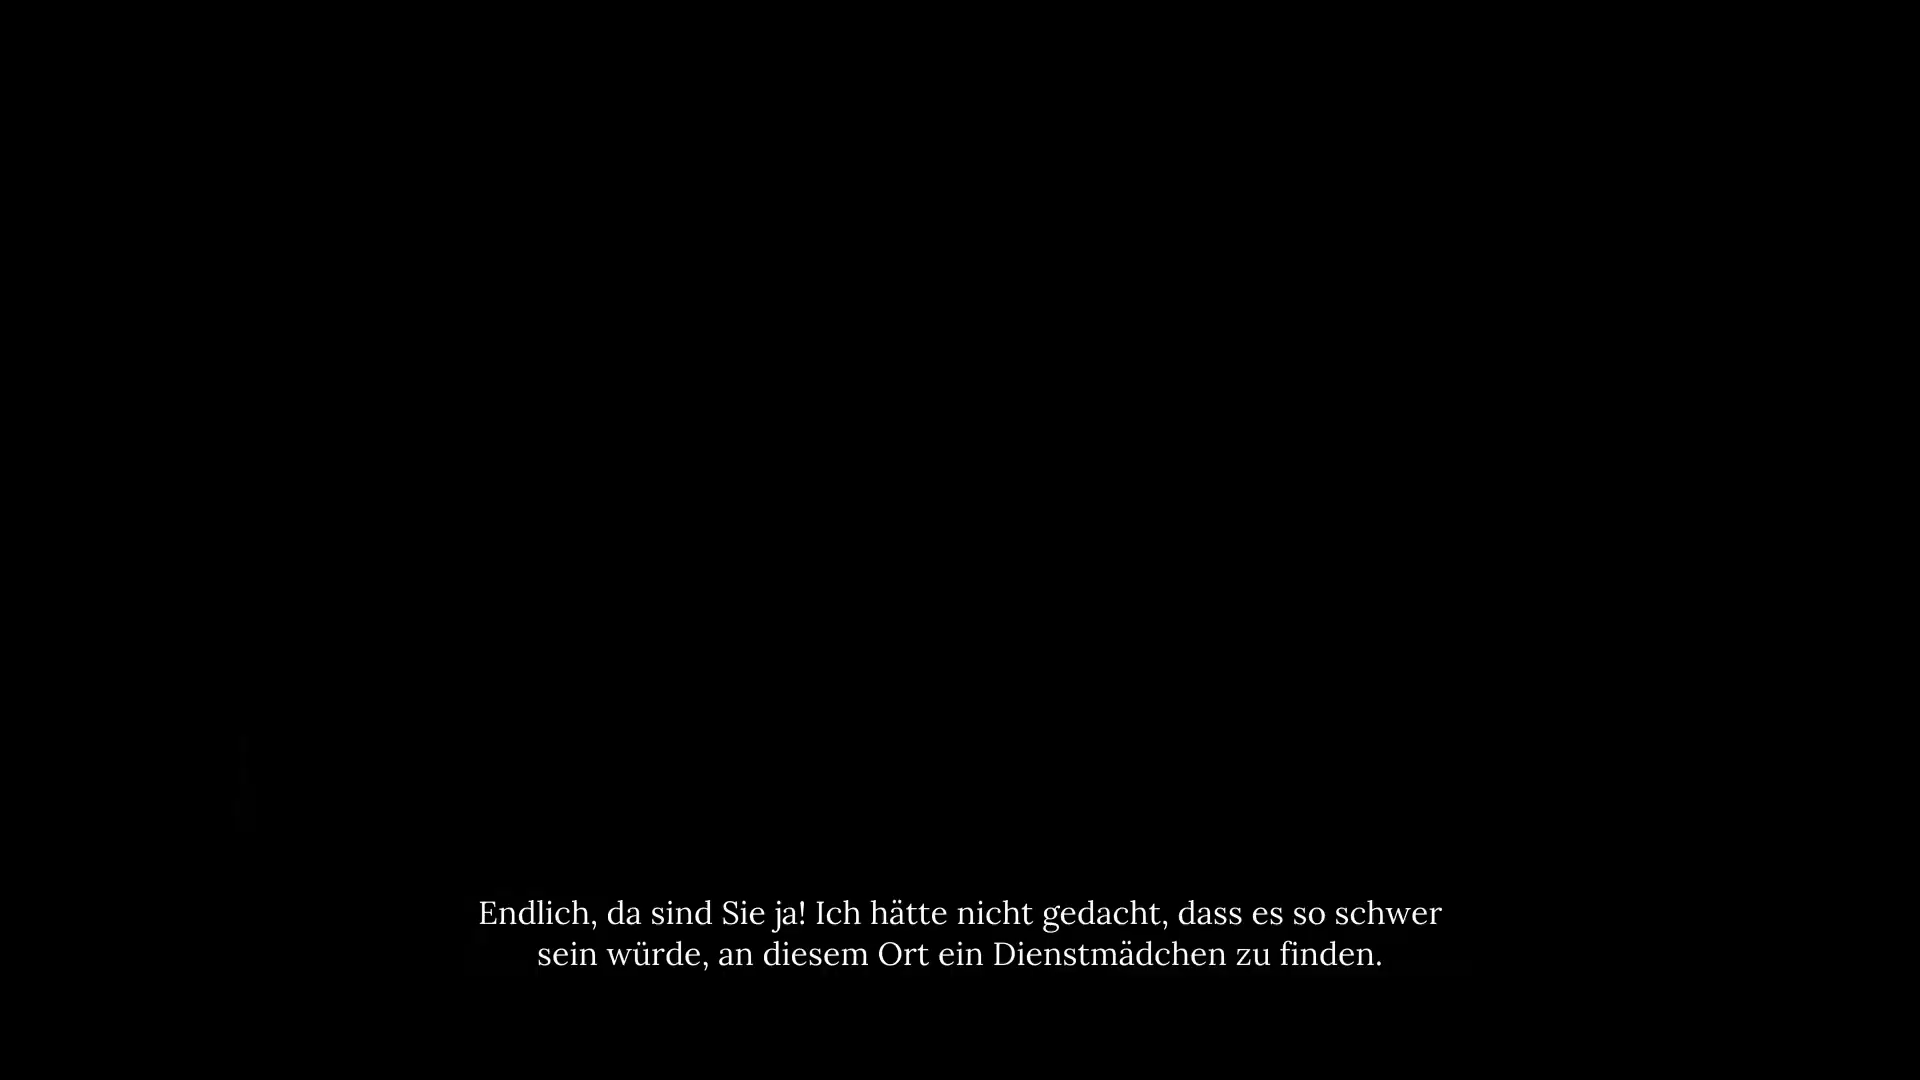 Endlich, da sind Sie ja! Ich hätte nicht gedacht, dass es so schwer
sein würde, an diesem Ort ein Dienstmädchen zu finden.